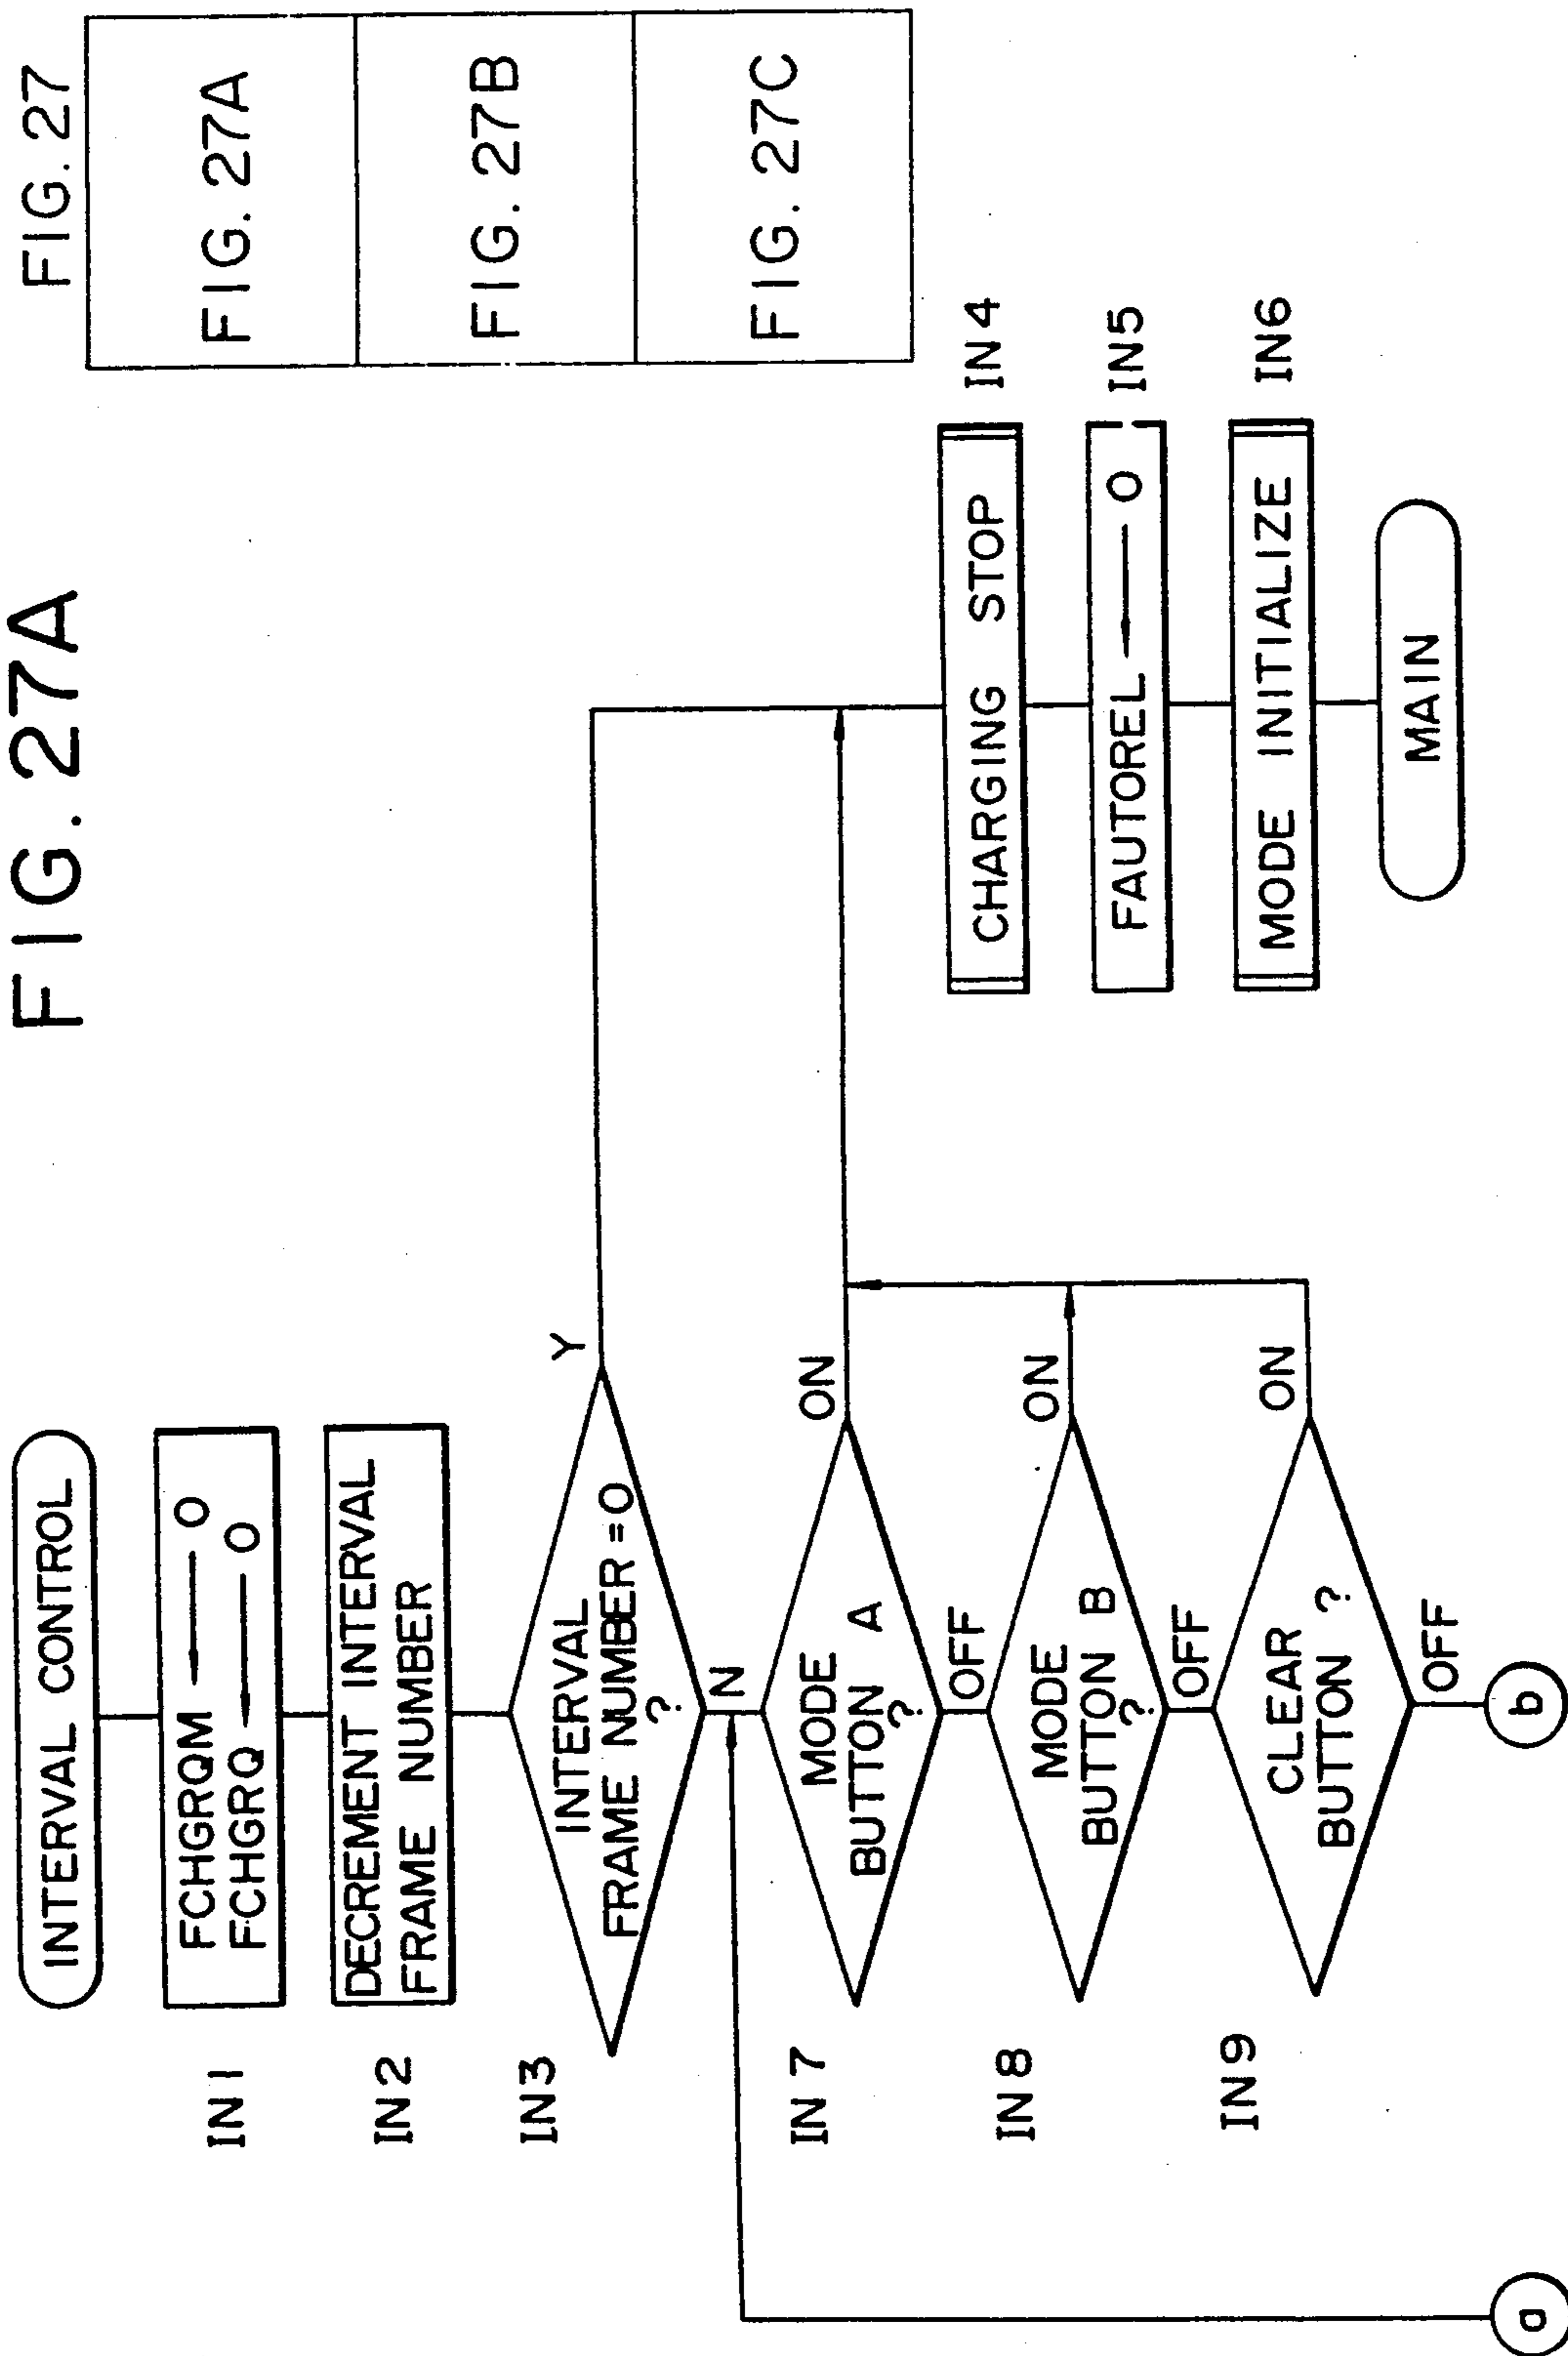 FIG. 27A
FIG. 27
FIG. 27A
FIG. 27B
FIG. 27C
INTERVAL CONTROL
IN1
FCHGRQM ← 0
FCHGRQ ← 0
IN2
DECREMENT INTERVAL
FRAME NUMBER
IN3
INTERVAL
FRAME NUMBER = 0
?
Y
N
IN7
MODE A
BUTTON
?
ON
OFF
IN8
MODE
BUTTON B
?
ON
OFF
IN9
CLEAR
BUTTON ?
ON
OFF
CHARGING STOP
IN4
FAUTOREL ← 0
IN5
MODE INITIALIZE
IN6
MAIN
a
b